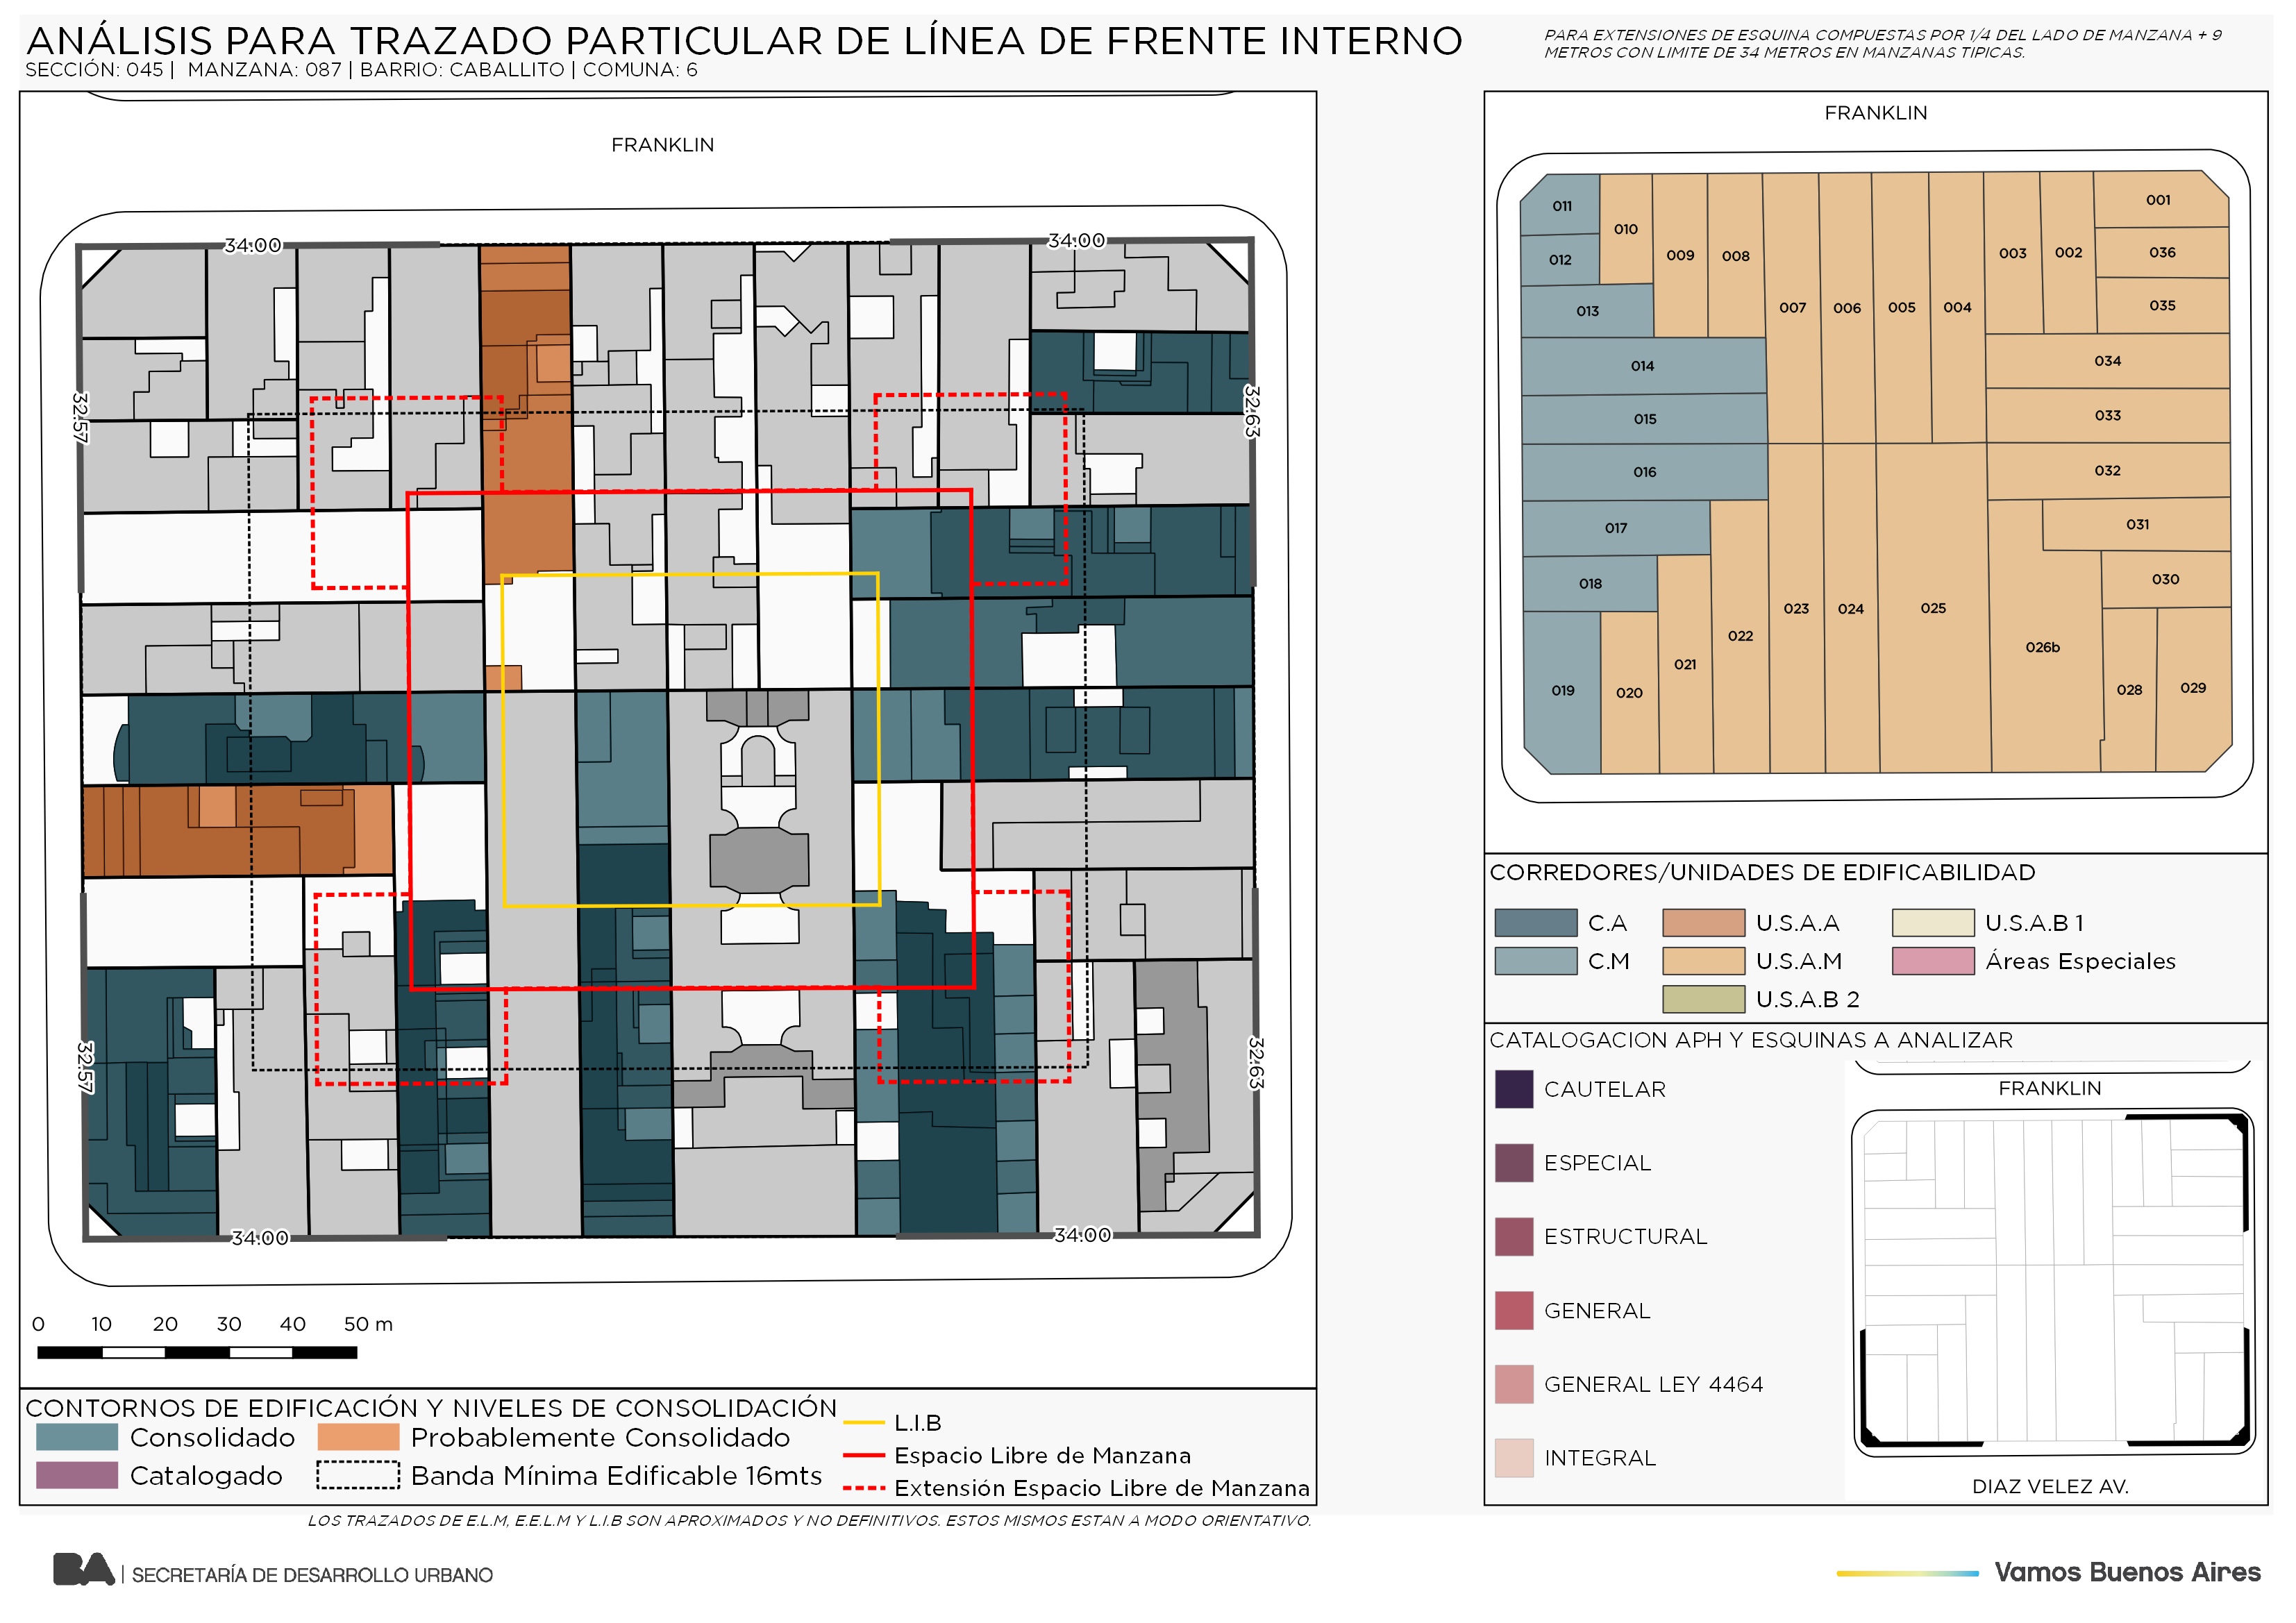 ANÁLISIS PARA TRAZADO PARTICULAR DE LÍNEA DE FRENTE INTERNO
SECCIÓN: 045 | MANZANA: 087 | BARRIO: CABALLITO | COMUNA: 6
PARA EXTENSIONES DE ESQUINA COMPUESTAS POR 1/4 DEL LADO DE MANZANA + 9
METROS CON LIMITE DE 34 METROS EN MANZANAS TIPICAS.
FRANKLIN
34.00
34.00
32.57
32.63
32.57
32.63
34.00
34.00
0 10 20 30 40 50 m
CONTORNOS DE EDIFICACIÓN Y NIVELES DE CONSOLIDACIÓN
Consolidado
Probablemente Consolidado
Catalogado
Banda Mínima Edificable 16mts
L.I.B
Espacio Libre de Manzana
Extensión Espacio Libre de Manzana
LOS TRAZADOS DE E.L.M, E.E.L.M Y L.I.B SON APROXIMADOS Y NO DEFINITIVOS. ESTOS MISMOS ESTAN A MODO ORIENTATIVO.
FRANKLIN
011
010
001
012
009
008
003
002
036
013
007
006
005
004
035
014
034
015
033
016
032
017
031
018
030
023
024
025
022
026b
021
019
020
028
029
CORREDORES/UNIDADES DE EDIFICABILIDAD
C.A
U.S.A.A
U.S.A.B 1
C.M
U.S.A.M
Áreas Especiales
U.S.A.B 2
CATALOGACION APH Y ESQUINAS A ANALIZAR
CAUTELAR
ESPECIAL
ESTRUCTURAL
GENERAL
GENERAL LEY 4464
INTEGRAL
FRANKLIN
DIAZ VELEZ AV.
BA | SECRETARÍA DE DESARROLLO URBANO
Vamos Buenos Aires